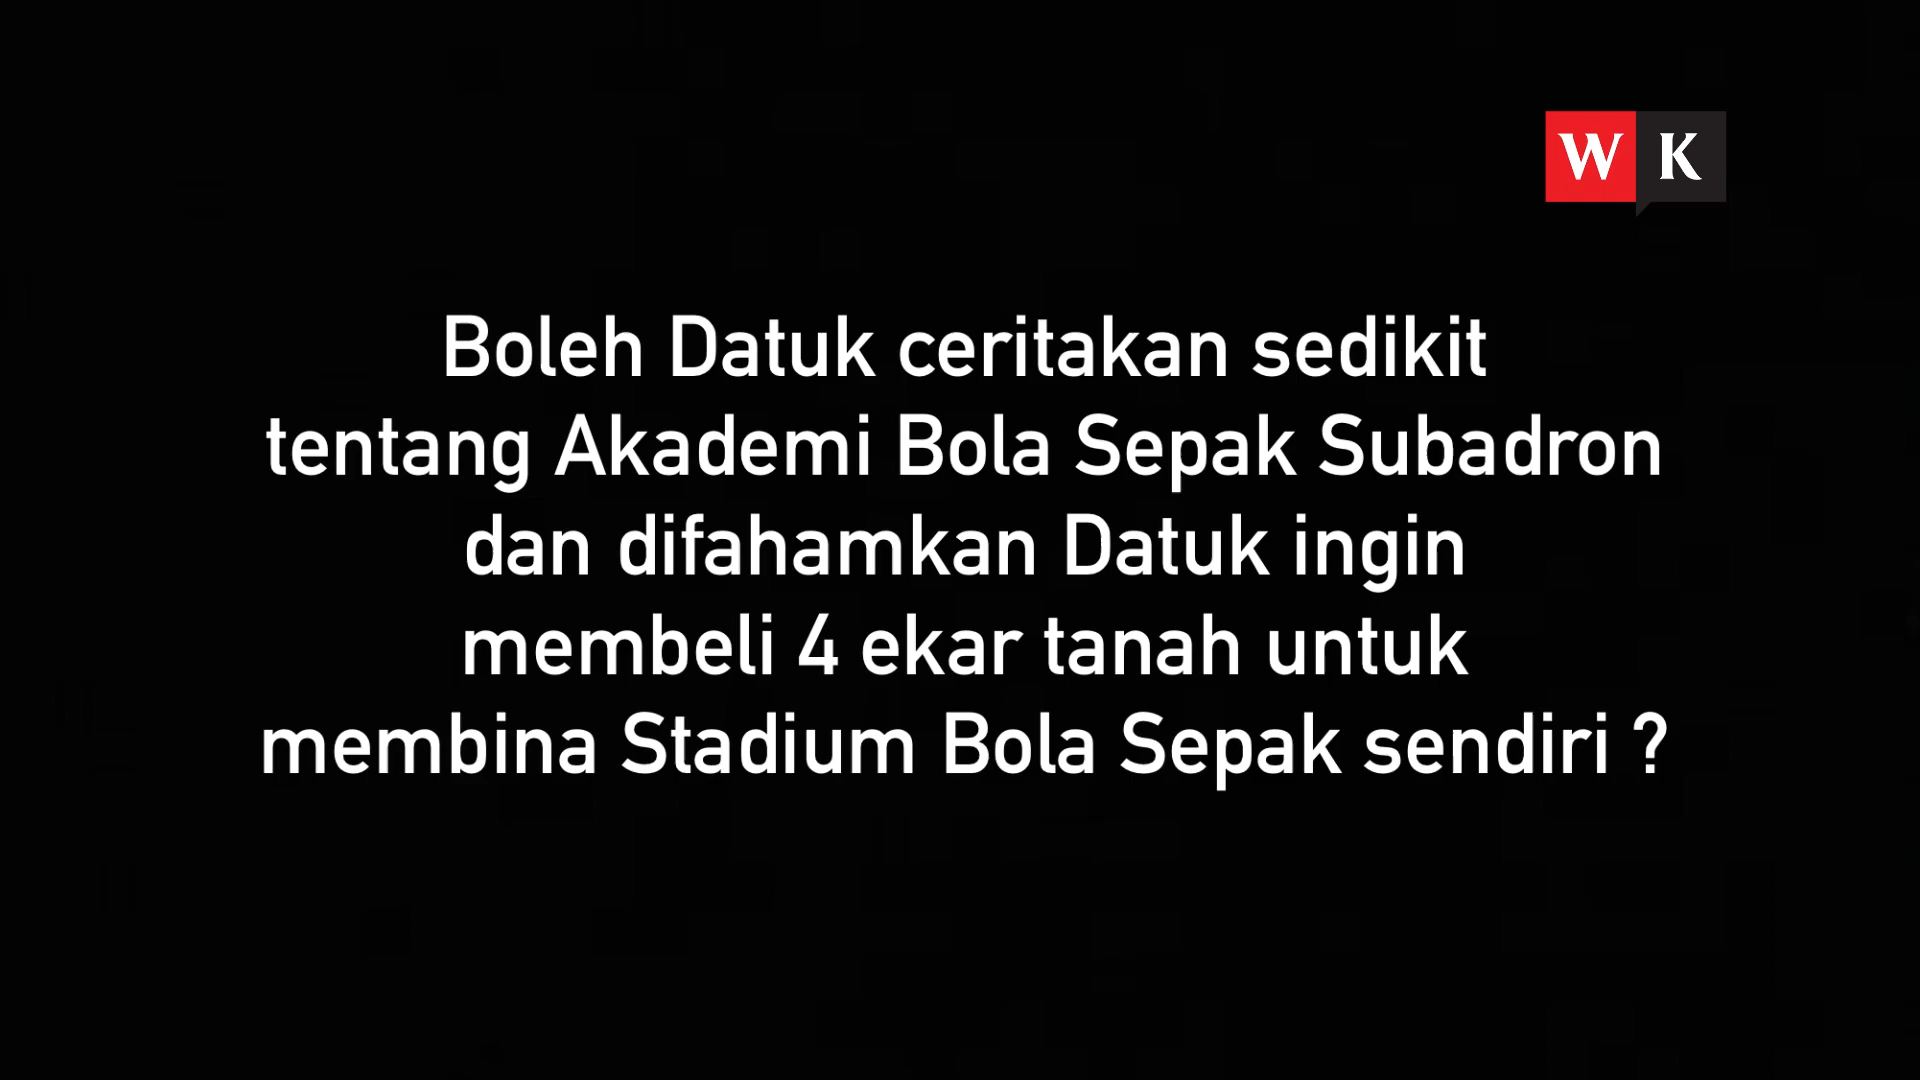 W K
Boleh Datuk ceritakan sedikit
tentang Akademi Bola Sepak Subadron
dan difahamkan Datuk ingin
membeli 4 ekar tanah untuk
membina Stadium Bola Sepak sendiri ?